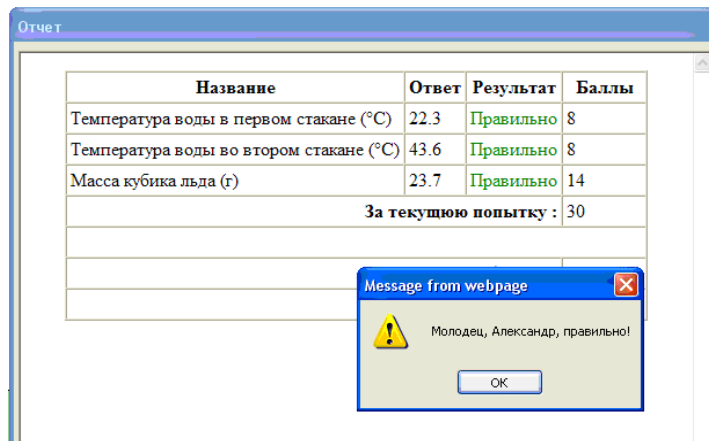 Отчет
Название Ответ Результат Баллы
Температура воды в первом стакане (°C) 22.3 Правильно 8
Температура воды во втором стакане (°C) 43.6 Правильно 8
Масса кубика льда (г) 23.7 Правильно 14
За текущую попытку : 30
Message from webpage
Молодец, Александр, правильно!
OK